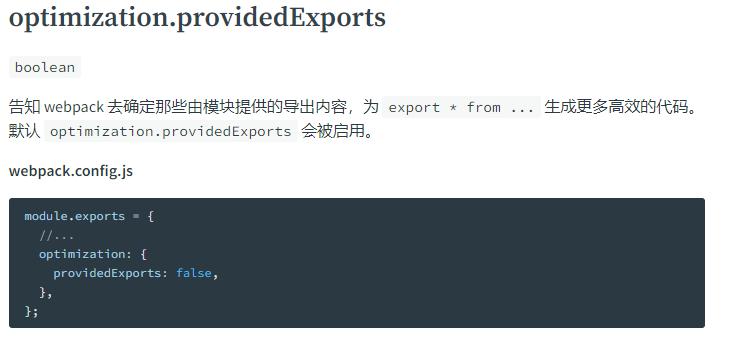 optimization.providedExports
boolean
告知 webpack 去确定那些由模块提供的导出内容，为 export * from ... 生成更多高效的代码。
默认 optimization.providedExports 会被启用。
webpack.config.js
module.exports = {
  //...
  optimization: {
    providedExports: false,
  },
};